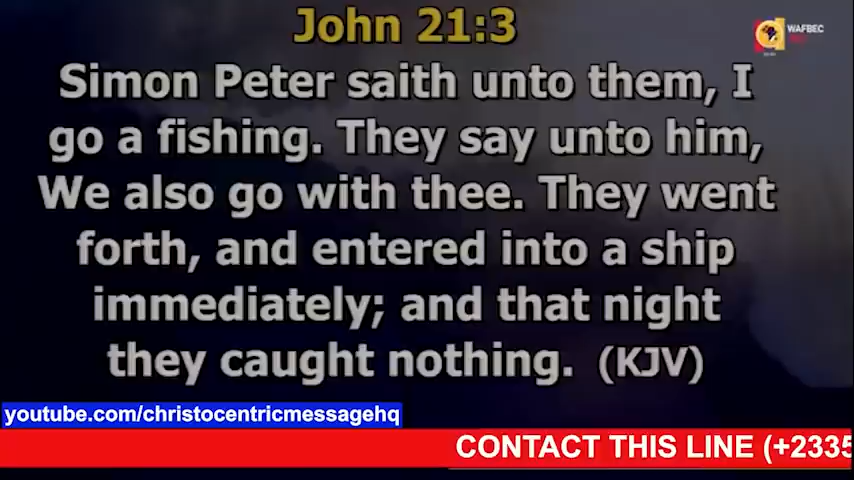 John 21:3
WAFBEC
Simon Peter saith unto them, I
go a fishing. They say unto him,
We also go with thee. They went
forth, and entered into a ship
immediately; and that night
they caught nothing. (KJV)
youtube.com/christocentricmessagehq
CONTACT THIS LINE (+2335